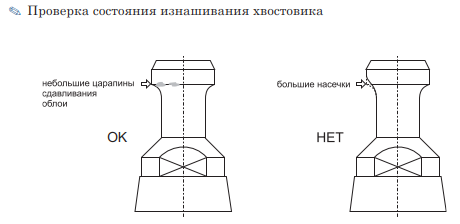 Проверка состояния изнашивания хвостовика
небольшие царапины
сдавливания
облои
OK
большие насечки
НЕТ